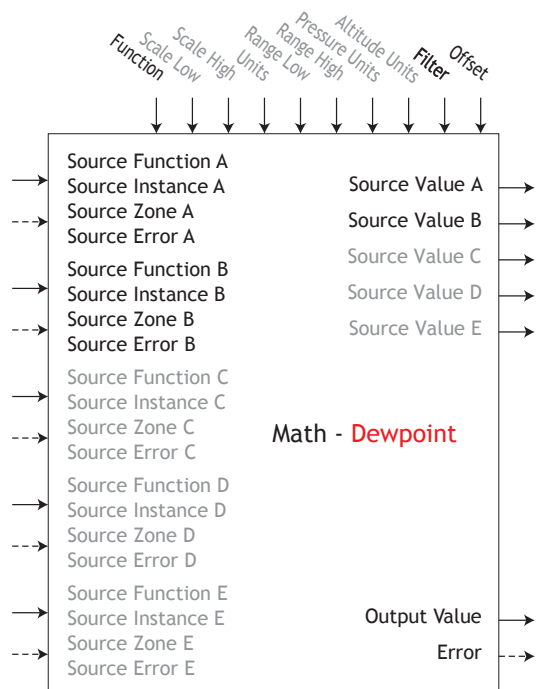 Function
Scale Low
Scale High
Units
Range Low
Range High
Pressure Units
Altitude Units
Filter
Offset
Source Function A
Source Instance A
Source Zone A
Source Error A
Source Function B
Source Instance B
Source Zone B
Source Error B
Source Function C
Source Instance C
Source Zone C
Source Error C
Source Function D
Source Instance D
Source Zone D
Source Error D
Source Function E
Source Instance E
Source Zone E
Source Error E
Source Value A
Source Value B
Source Value C
Source Value D
Source Value E
Math - Dewpoint
Output Value
Error